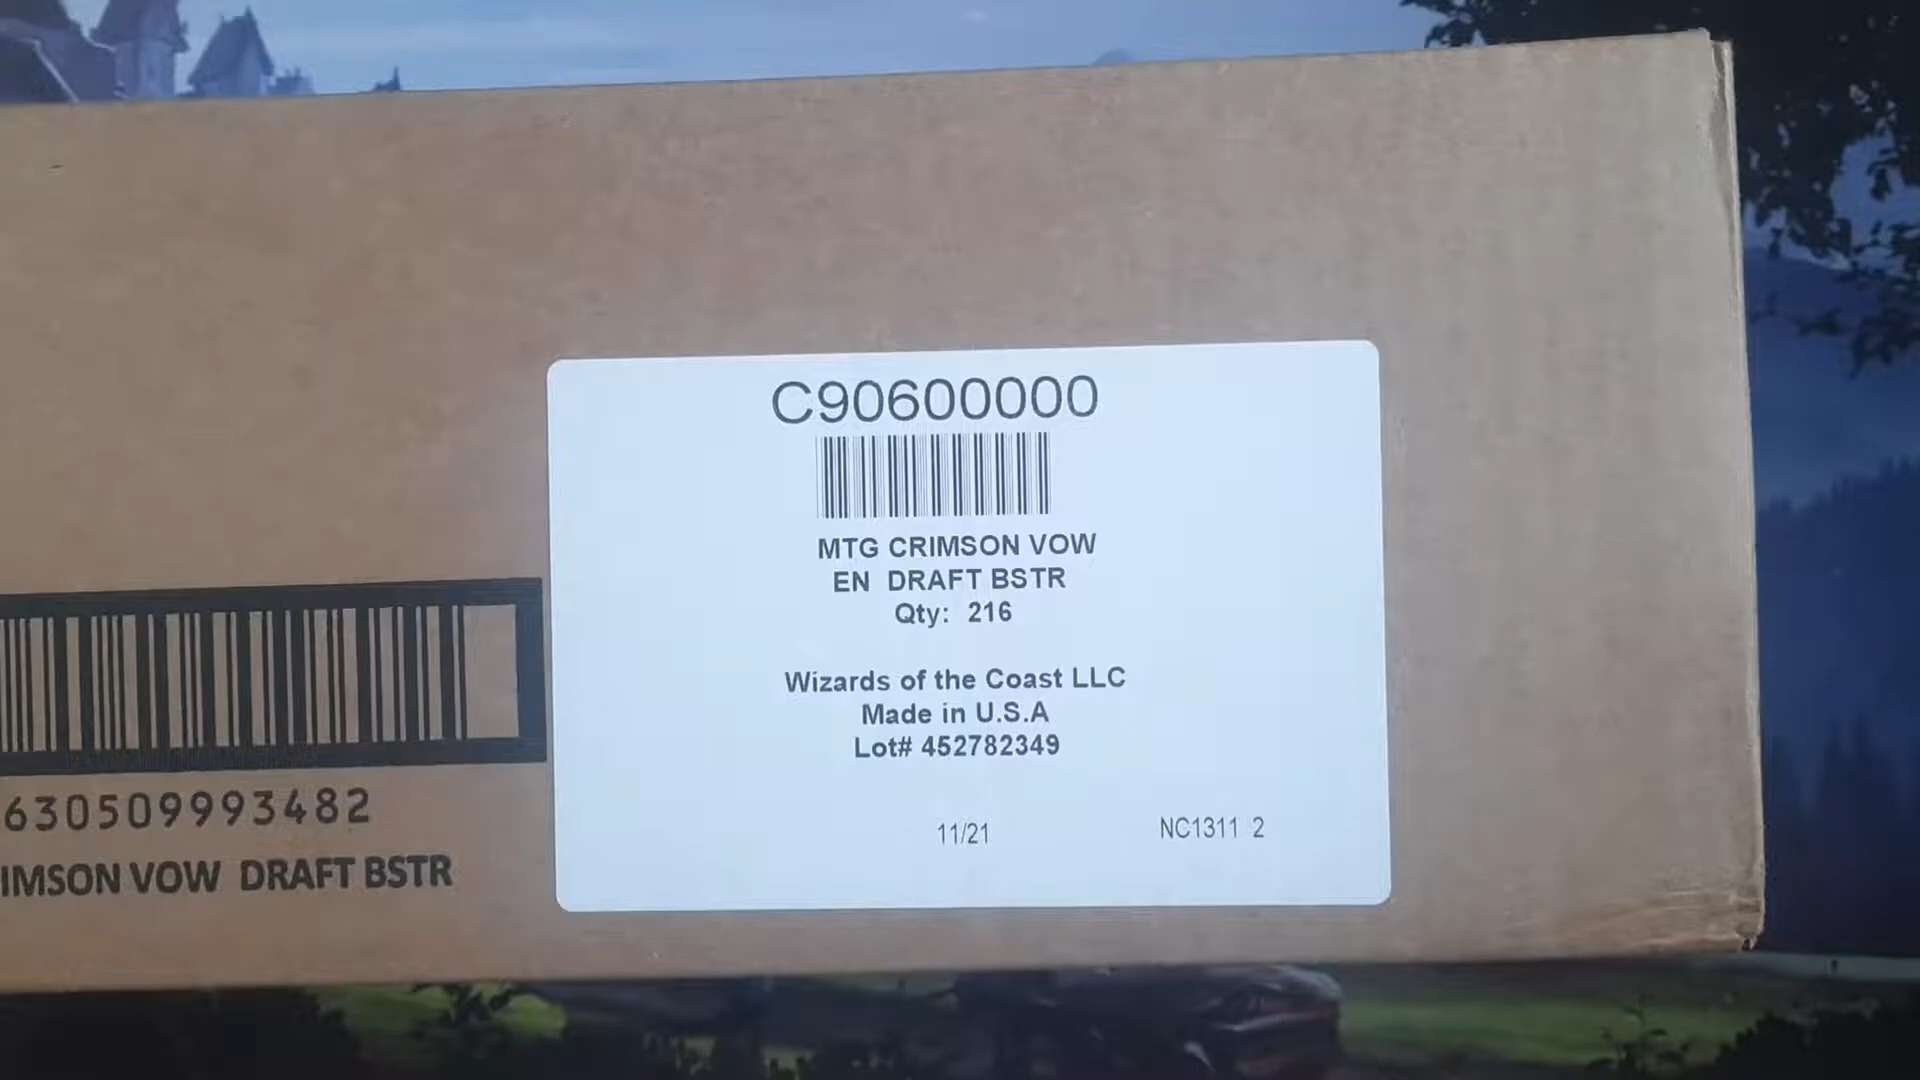 C90600000
MTG CRIMSON VOW
EN DRAFT BSTR
Qty: 216
Wizards of the Coast LLC
Made in U.S.A
Lot# 452782349
11/21
NC1311 2
630509993482
IMSON VOW DRAFT BSTR